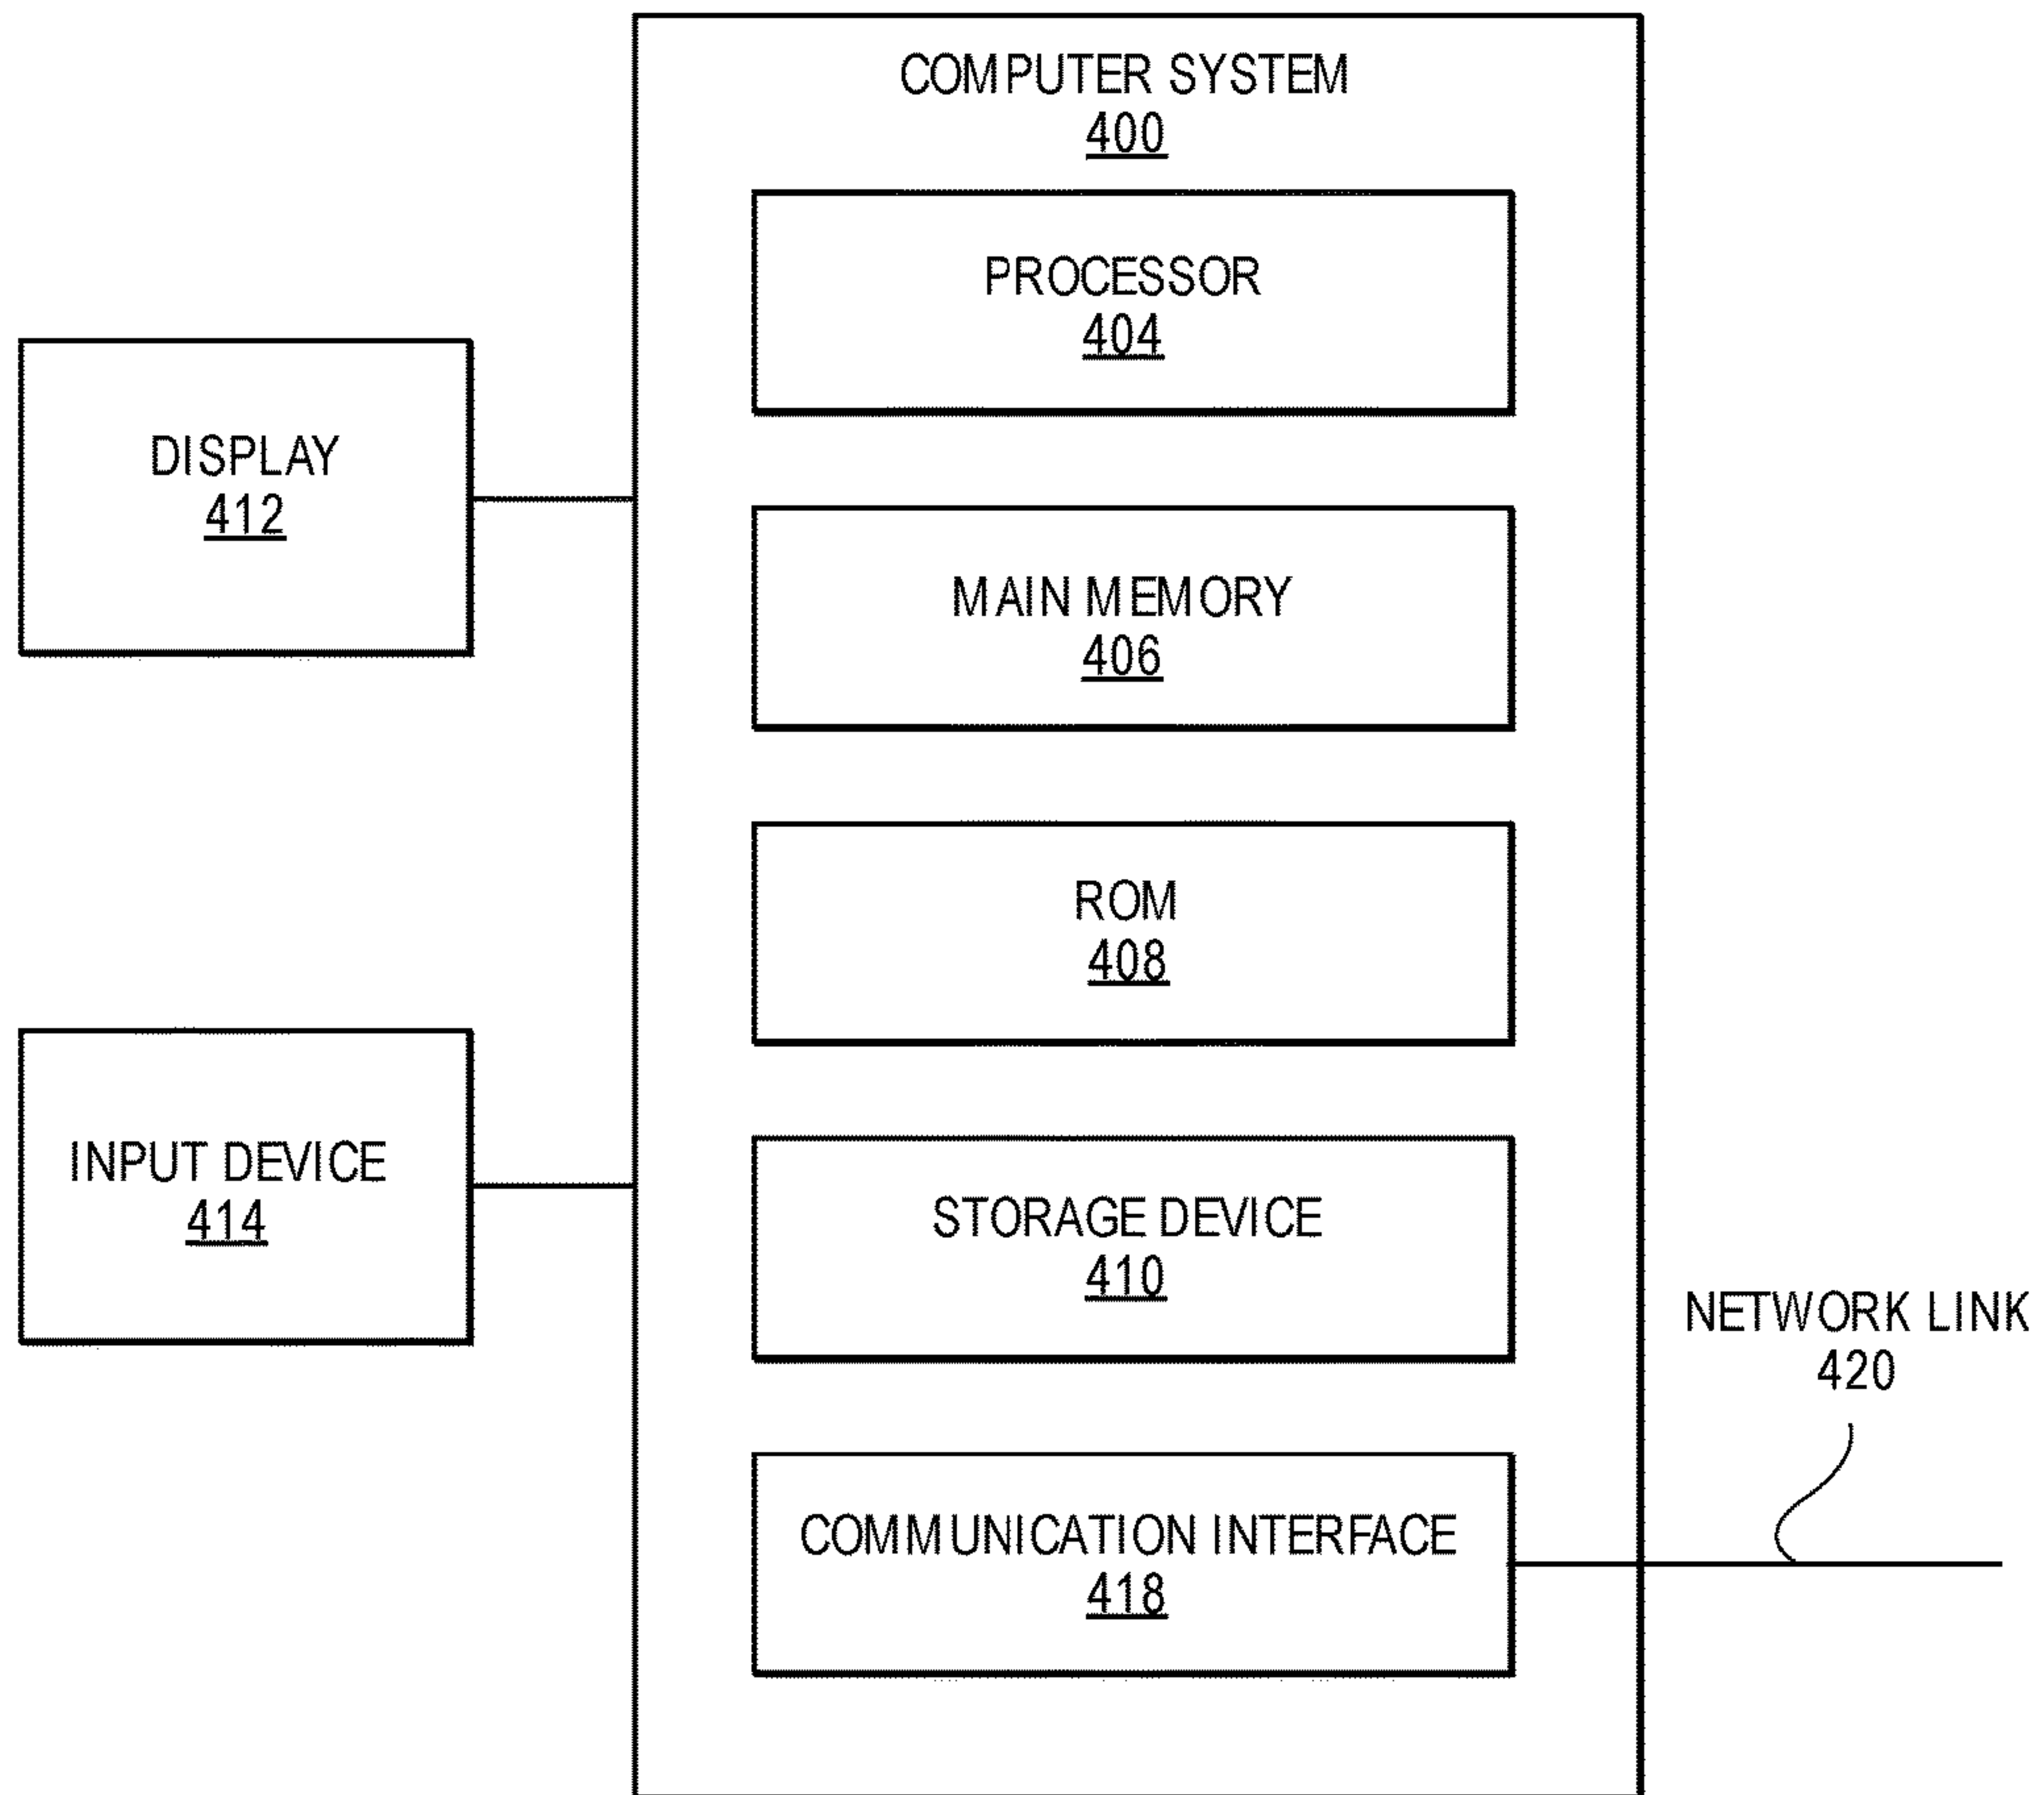 COMPUTER SYSTEM
400
PROCESSOR
404
DISPLAY
412
MAIN MEMORY
406
ROM
408
INPUT DEVICE
414
STORAGE DEVICE
410
NETWORK LINK
420
COMMUNICATION INTERFACE
418